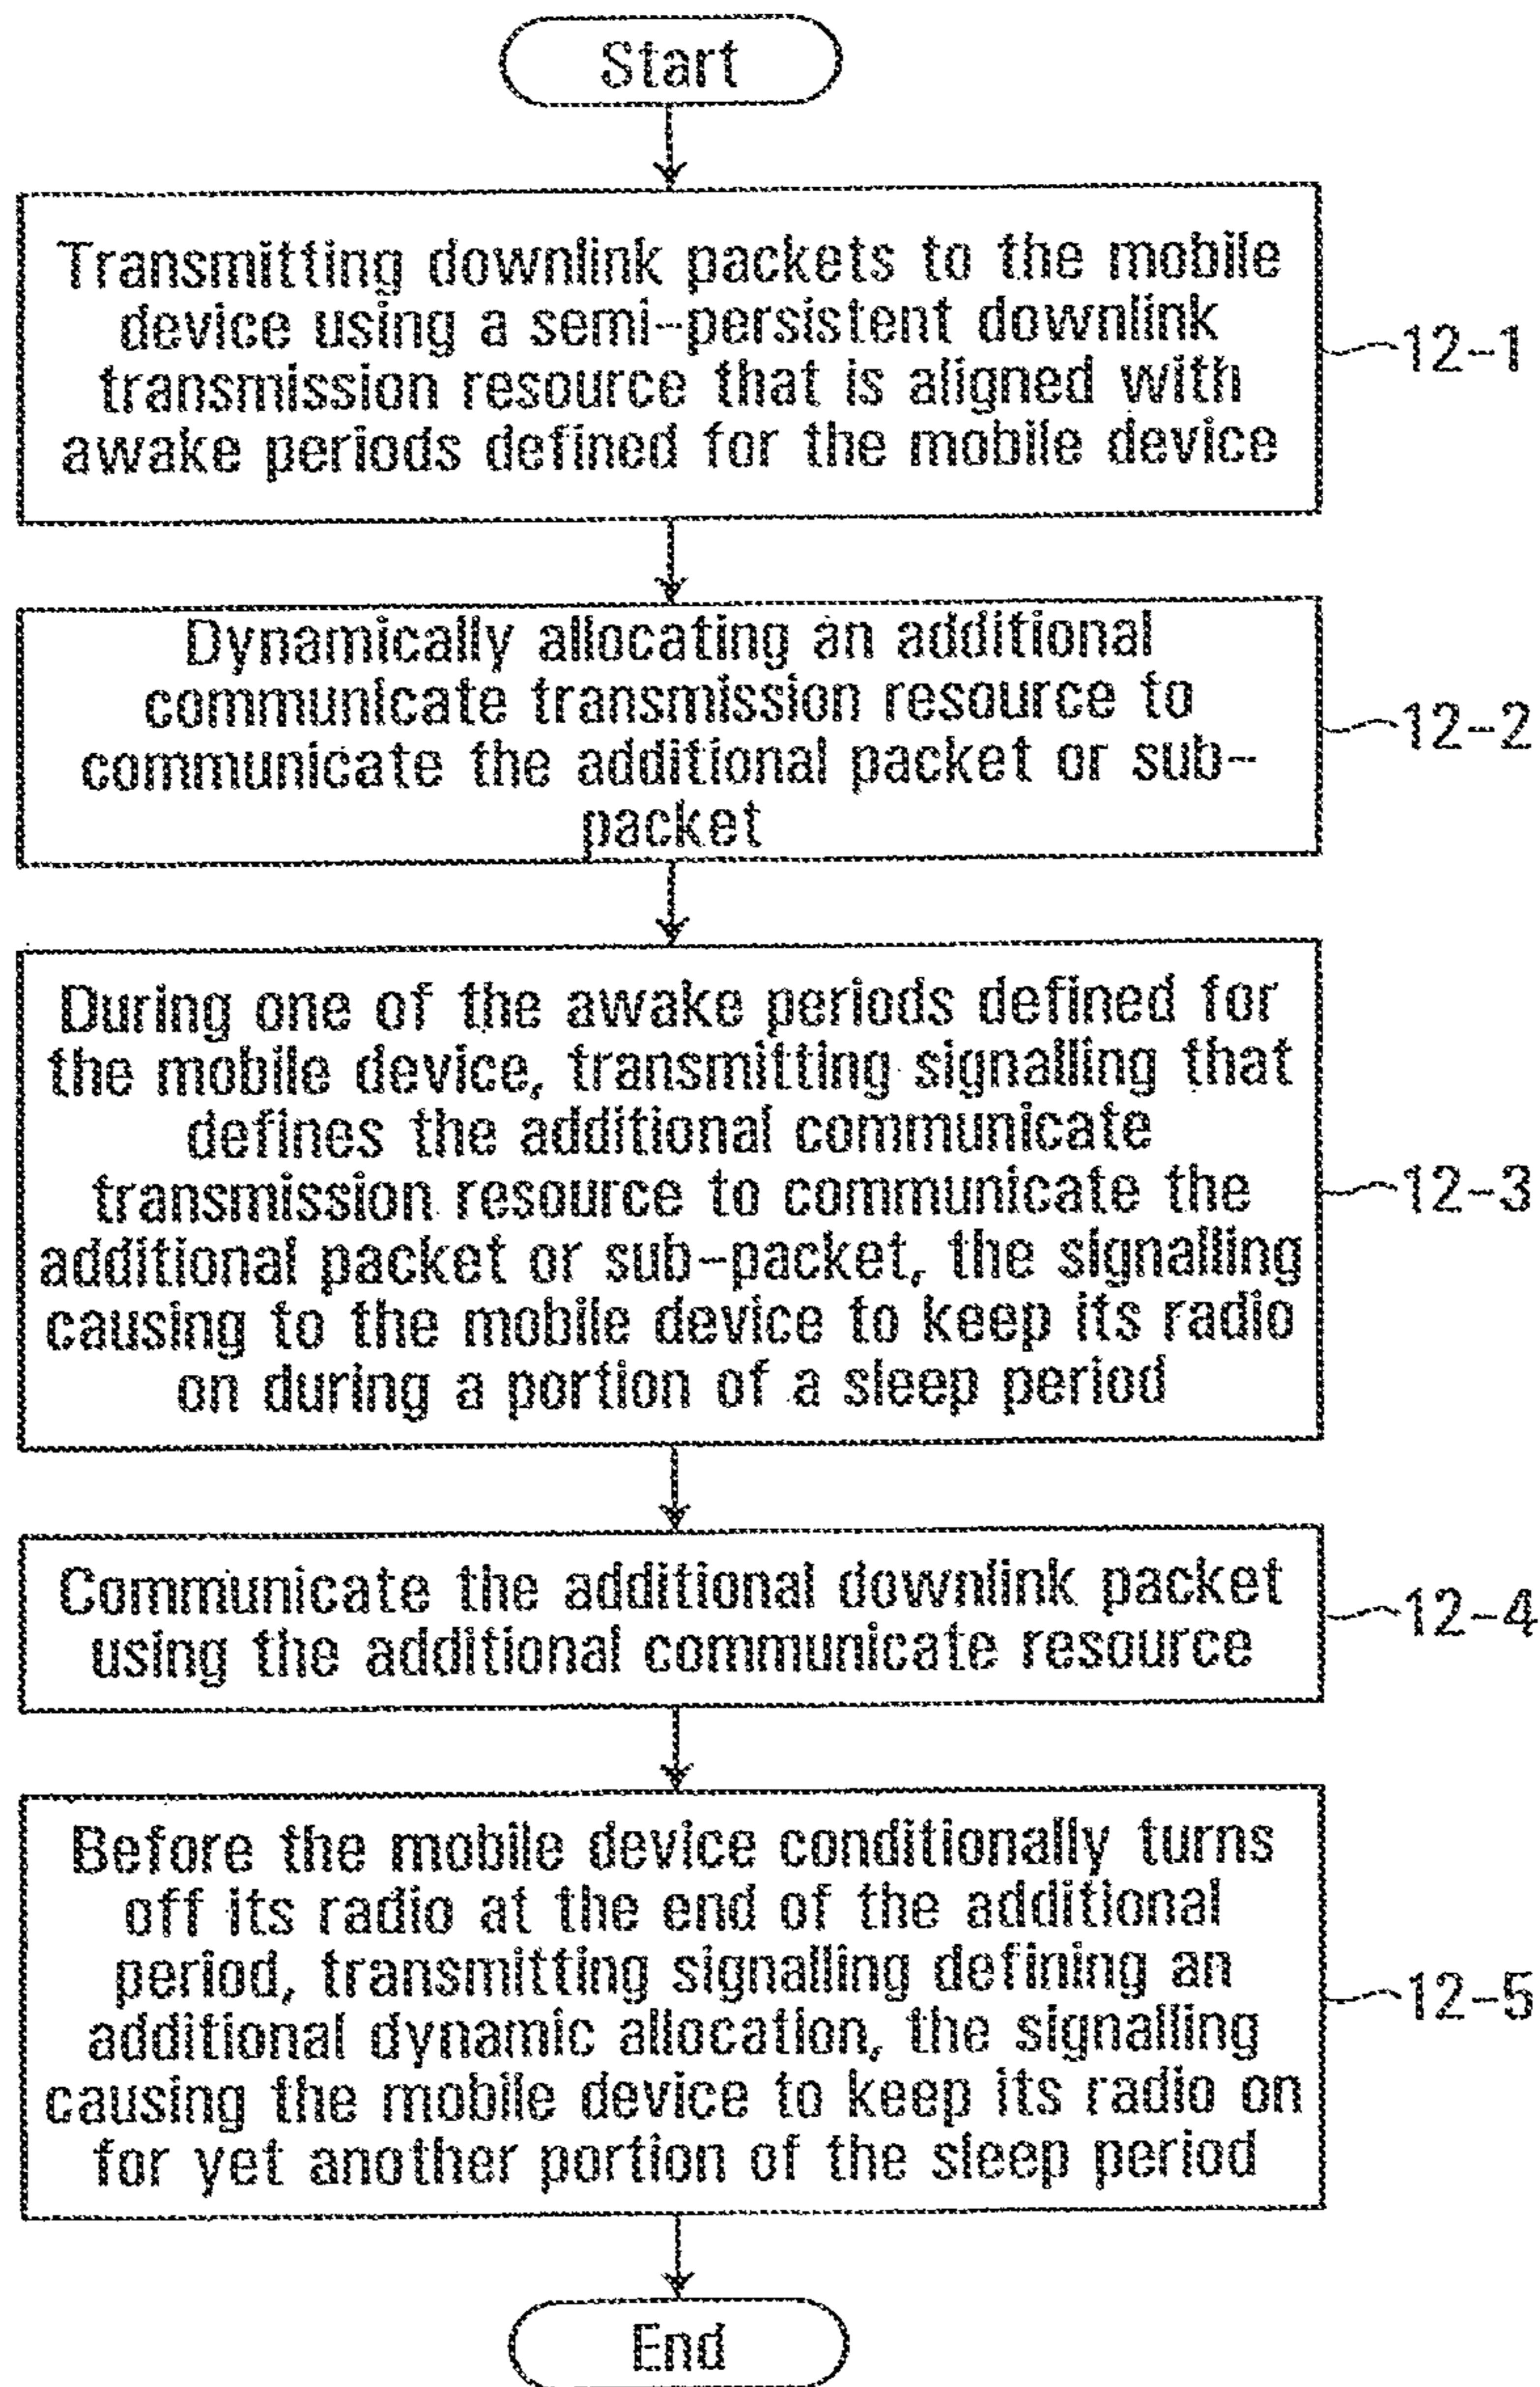 Start
Transmitting downlink packets to the mobile
device using a semi-persistent downlink
transmission resource that is aligned with
awake periods defined for the mobile device
12-1
Dynamically allocating an additional
communicate transmission resource to
communicate the additional packet or sub-
packet
12-2
During one of the awake periods defined for
the mobile device, transmitting signalling that
defines the additional communicate
transmission resource to communicate the
additional packet or sub-packet, the signalling
causing to the mobile device to keep its radio
on during a portion of a sleep period
12-3
Communicate the additional downlink packet
using the additional communicate resource
12-4
Before the mobile device conditionally turns
off its radio at the end of the additional
period, transmitting signalling defining an
additional dynamic allocation, the signalling
causing the mobile device to keep its radio on
for yet another portion of the sleep period
12-5
End